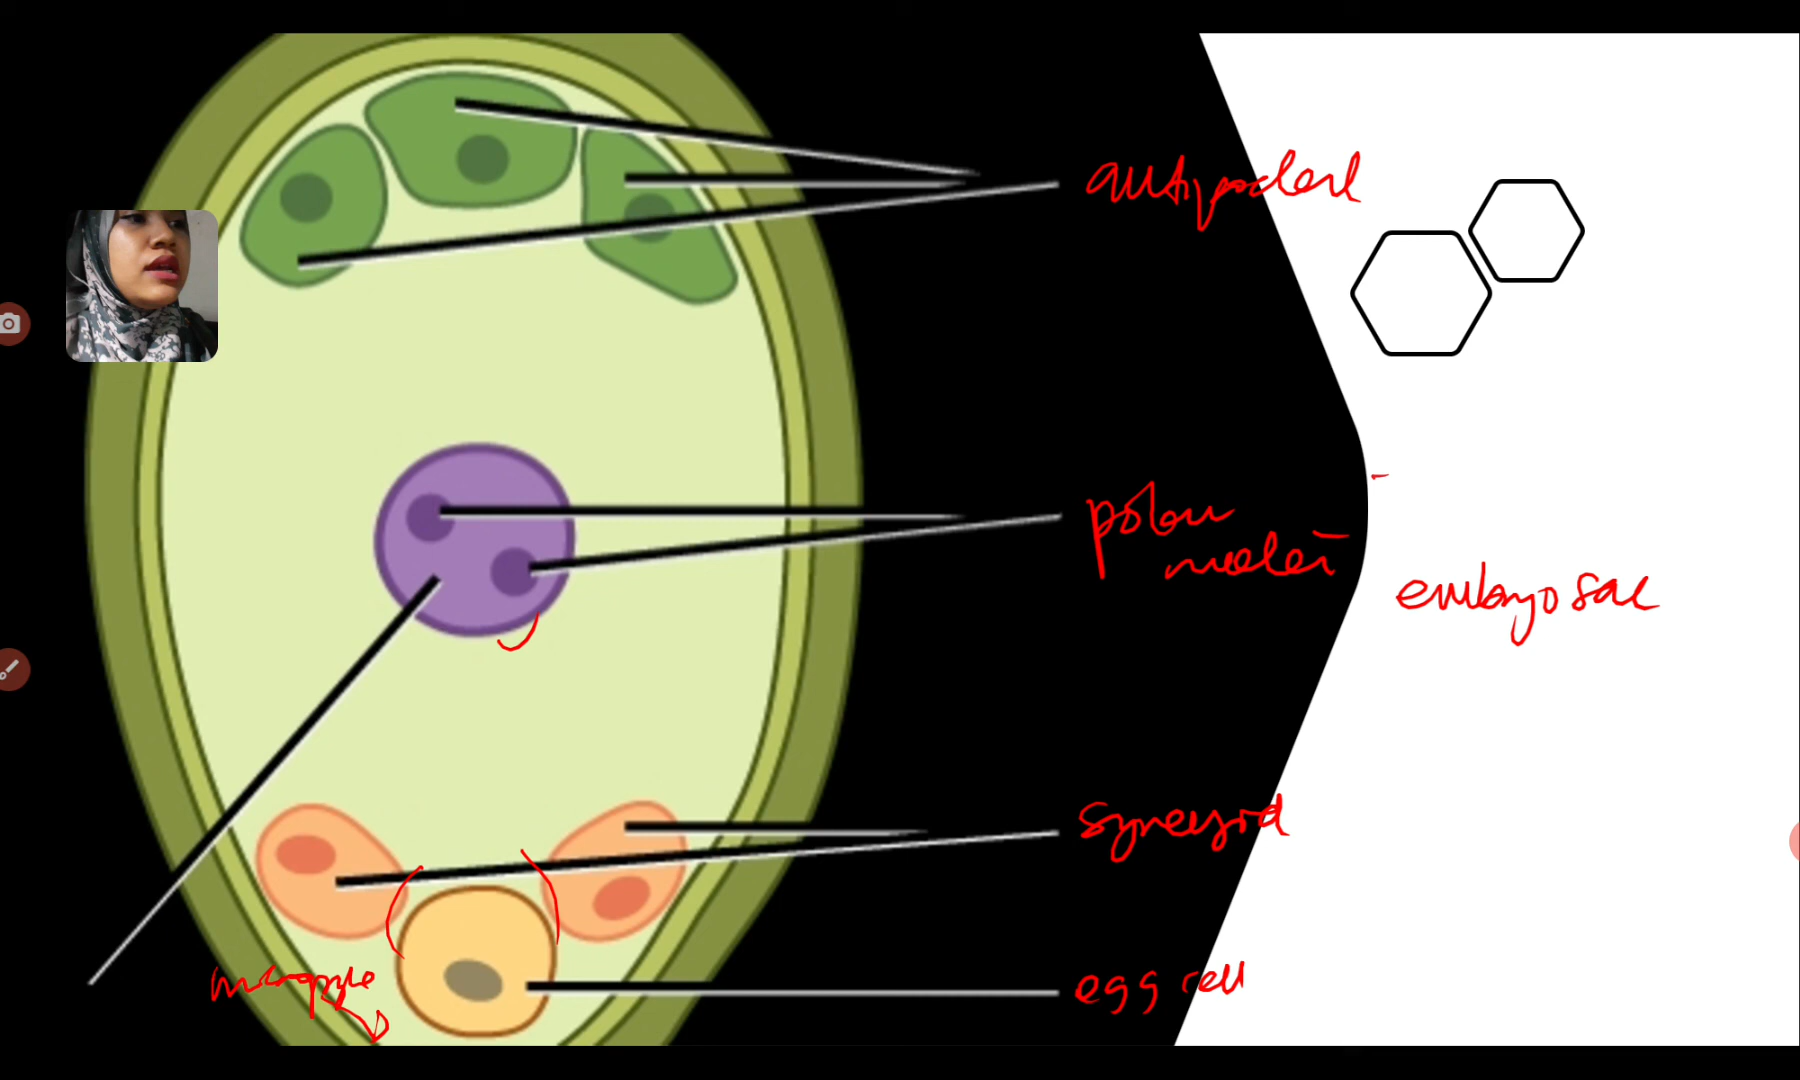 antipodal
polar
nuclei
embryo sac
synergid
egg cell
micropyle